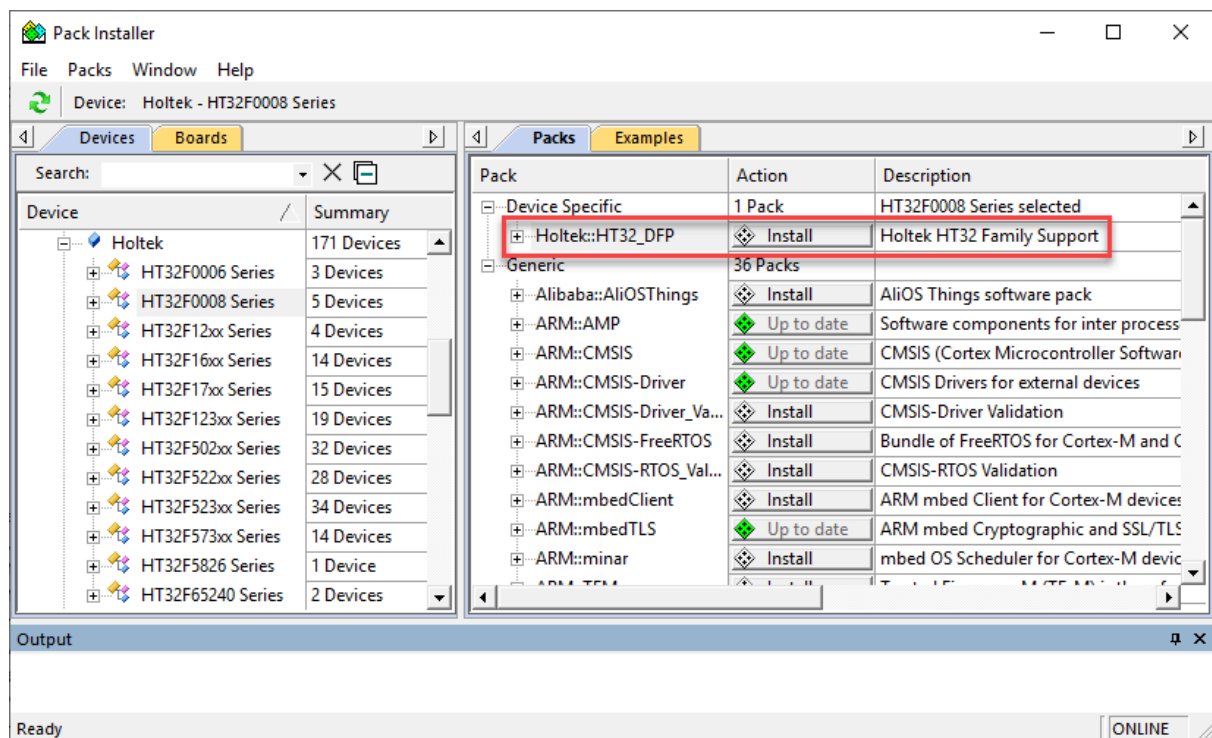 Pack Installer
File Packs Window Help
Device: Holtek - HT32F0008 Series
Devices Boards
Search:
Device Summary
Holtek 171 Devices
HT32F0006 Series 3 Devices
HT32F0008 Series 5 Devices
HT32F12xx Series 4 Devices
HT32F16xx Series 14 Devices
HT32F17xx Series 15 Devices
HT32F123xx Series 19 Devices
HT32F502xx Series 32 Devices
HT32F522xx Series 28 Devices
HT32F523xx Series 34 Devices
HT32F573xx Series 14 Devices
HT32F5826 Series 1 Device
HT32F65240 Series 2 Devices
Packs Examples
Pack Action Description
Device Specific 1 Pack HT32F0008 Series selected
Holtek::HT32_DFP Install Holtek HT32 Family Support
Generic 36 Packs
Alibaba::AliOSThings Install AliOS Things software pack
ARM::AMP Up to date Software components for inter process
ARM::CMSIS Up to date CMSIS (Cortex Microcontroller Software
ARM::CMSIS-Driver Up to date CMSIS Drivers for external devices
ARM::CMSIS-Driver_Va... Install CMSIS-Driver Validation
ARM::CMSIS-FreeRTOS Install Bundle of FreeRTOS for Cortex-M and
ARM::CMSIS-RTOS_Val... Install CMSIS-RTOS Validation
ARM::mbedClient Install ARM mbed Client for Cortex-M devices
ARM::mbedTLS Up to date ARM mbed Cryptographic and SSL/TLS
ARM::minar Install mbed OS Scheduler for Cortex-M devic
Output
Ready ONLINE